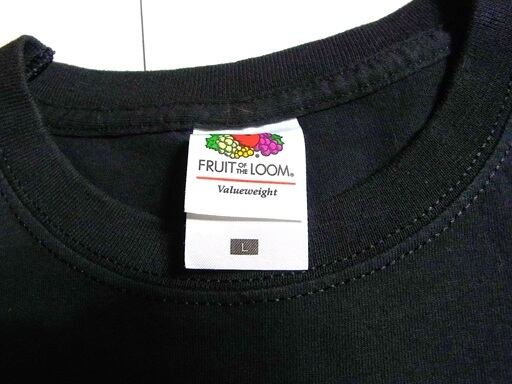 FRUIT OF THE LOOM®
Valueweight
L